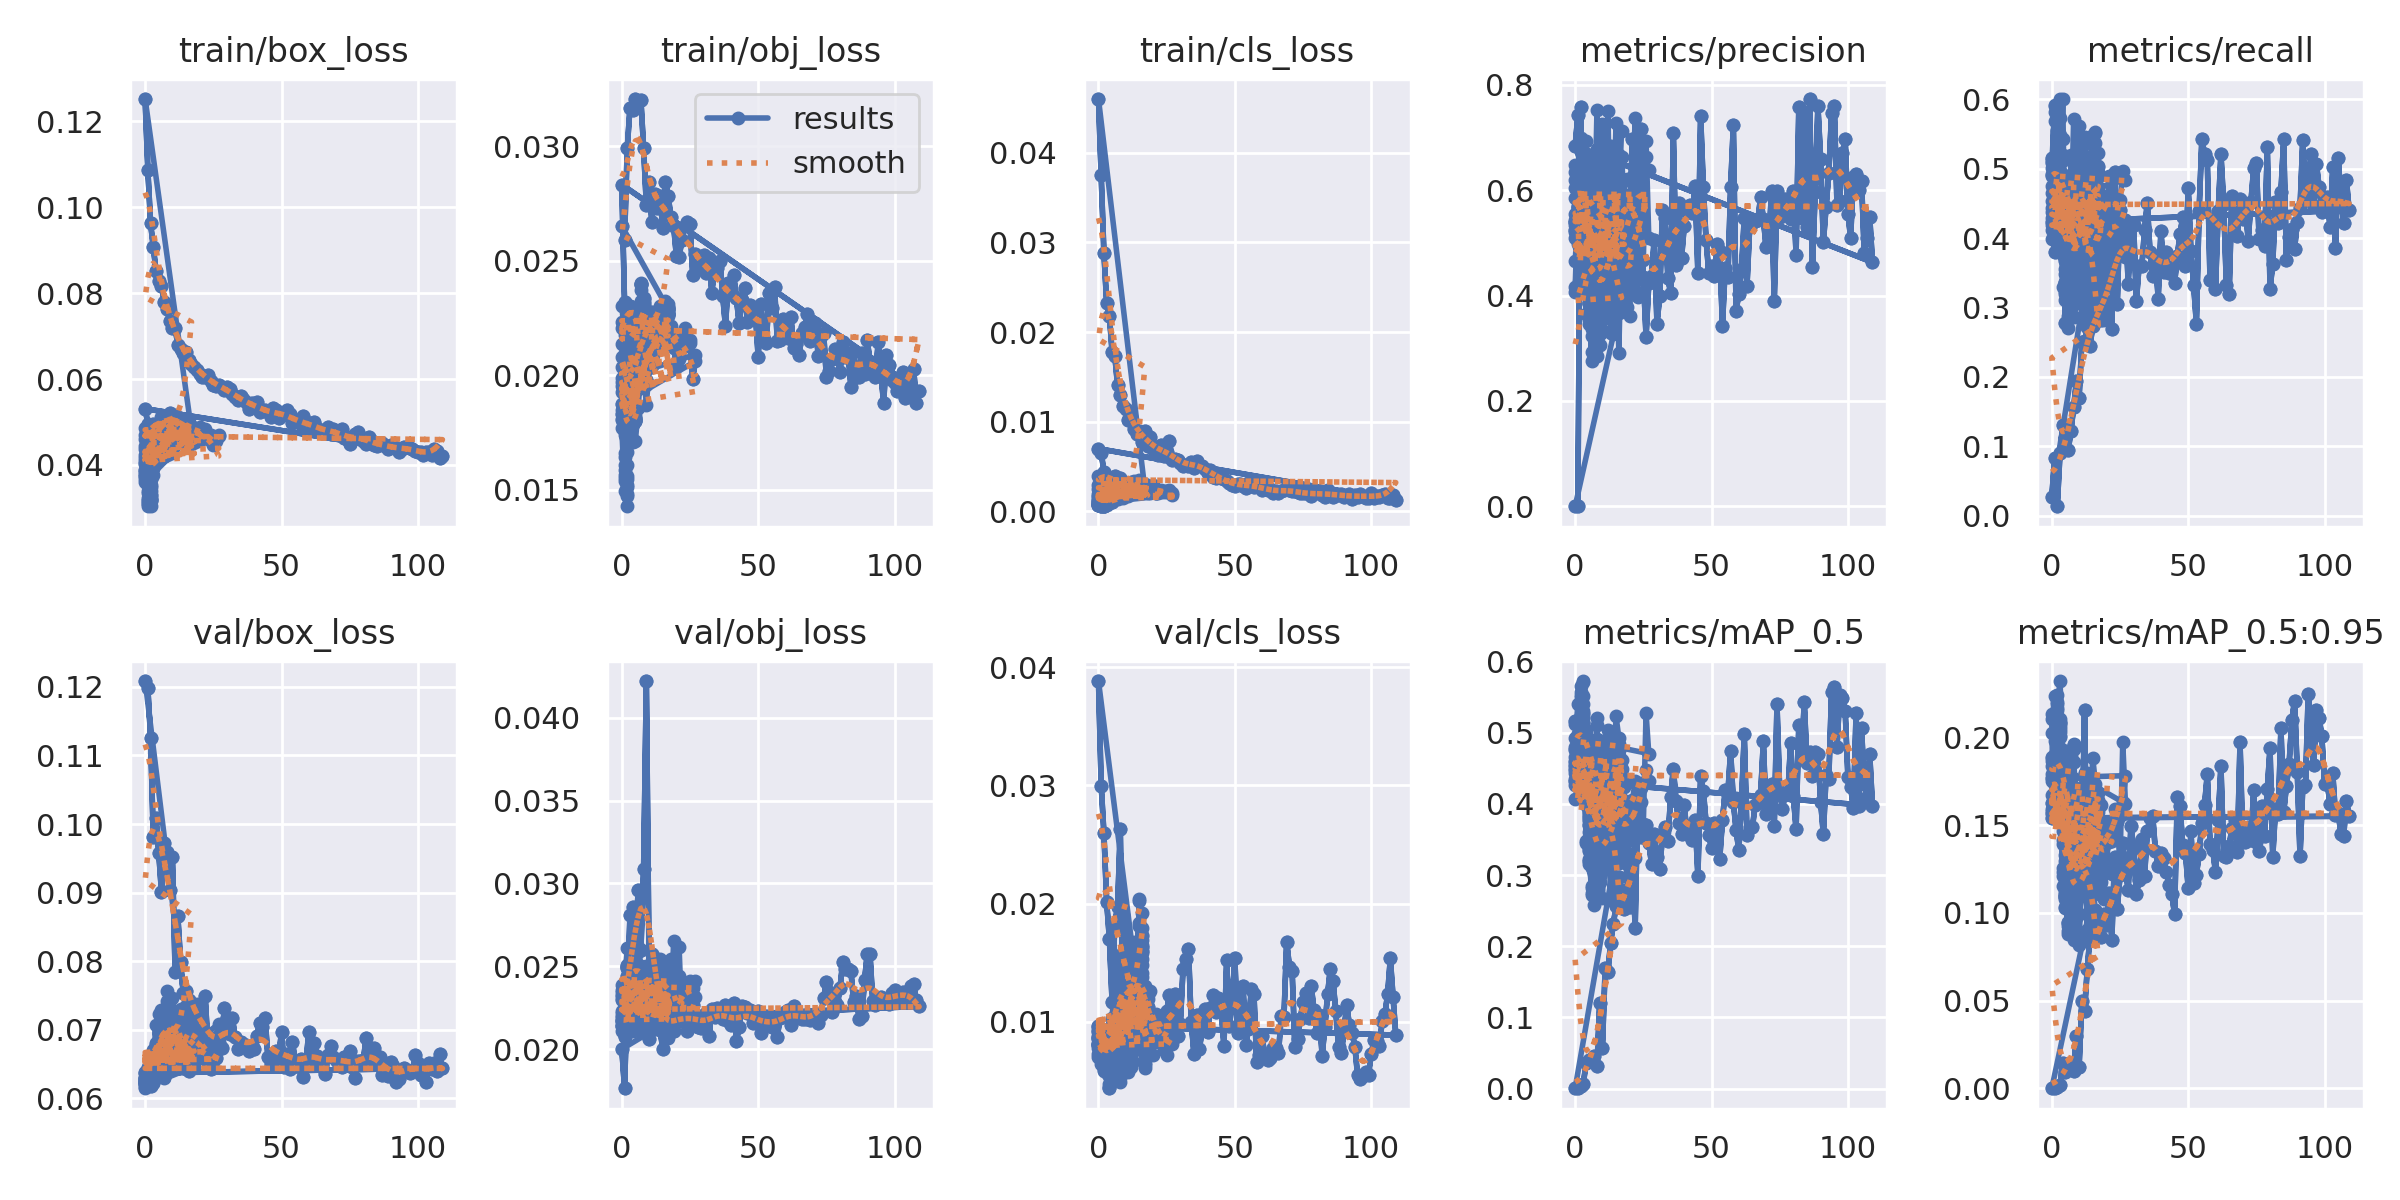 train/box_loss
0.12
0.10
0.08
0.06
0.04
0 50 100
train/obj_loss
results
smooth
0.030
0.025
0.020
0.015
0 50 100
train/cls_loss
0.04
0.03
0.02
0.01
0.00
0 50 100
metrics/precision
0.8
0.6
0.4
0.2
0.0
0 50 100
metrics/recall
0.6
0.5
0.4
0.3
0.2
0.1
0.0
0 50 100
val/box_loss
0.12
0.11
0.10
0.09
0.08
0.07
0.06
0 50 100
val/obj_loss
0.040
0.035
0.030
0.025
0.020
0 50 100
val/cls_loss
0.04
0.03
0.02
0.01
0 50 100
metrics/mAP_0.5
0.6
0.5
0.4
0.3
0.2
0.1
0.0
0 50 100
metrics/mAP_0.5:0.95
0.20
0.15
0.10
0.05
0.00
0 50 100